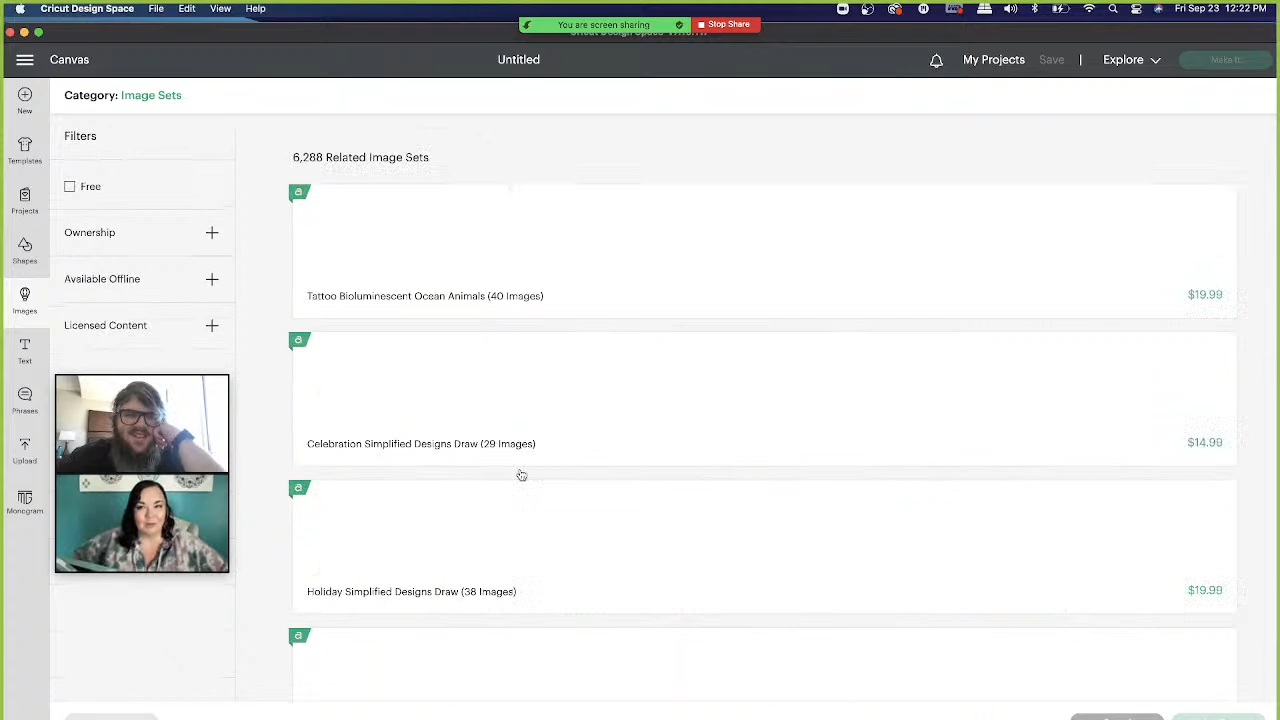 Cricut Design Space File Edit View Help Fri Sep 23 12:22 PM
You are screen sharing Stop Share
Canvas Untitled My Projects Save | Explore Make It
Category: Image Sets
New
Templates
Projects
Shapes
Images
Text
Phrases
Upload
Monogram
Filters
Free
Ownership
Available Offline
Licensed Content
6,288 Related Image Sets
a
Tattoo Bioluminescent Ocean Animals (40 Images) $19.99
a
Celebration Simplified Designs Draw (29 Images) $14.99
a
Holiday Simplified Designs Draw (38 Images) $19.99
a